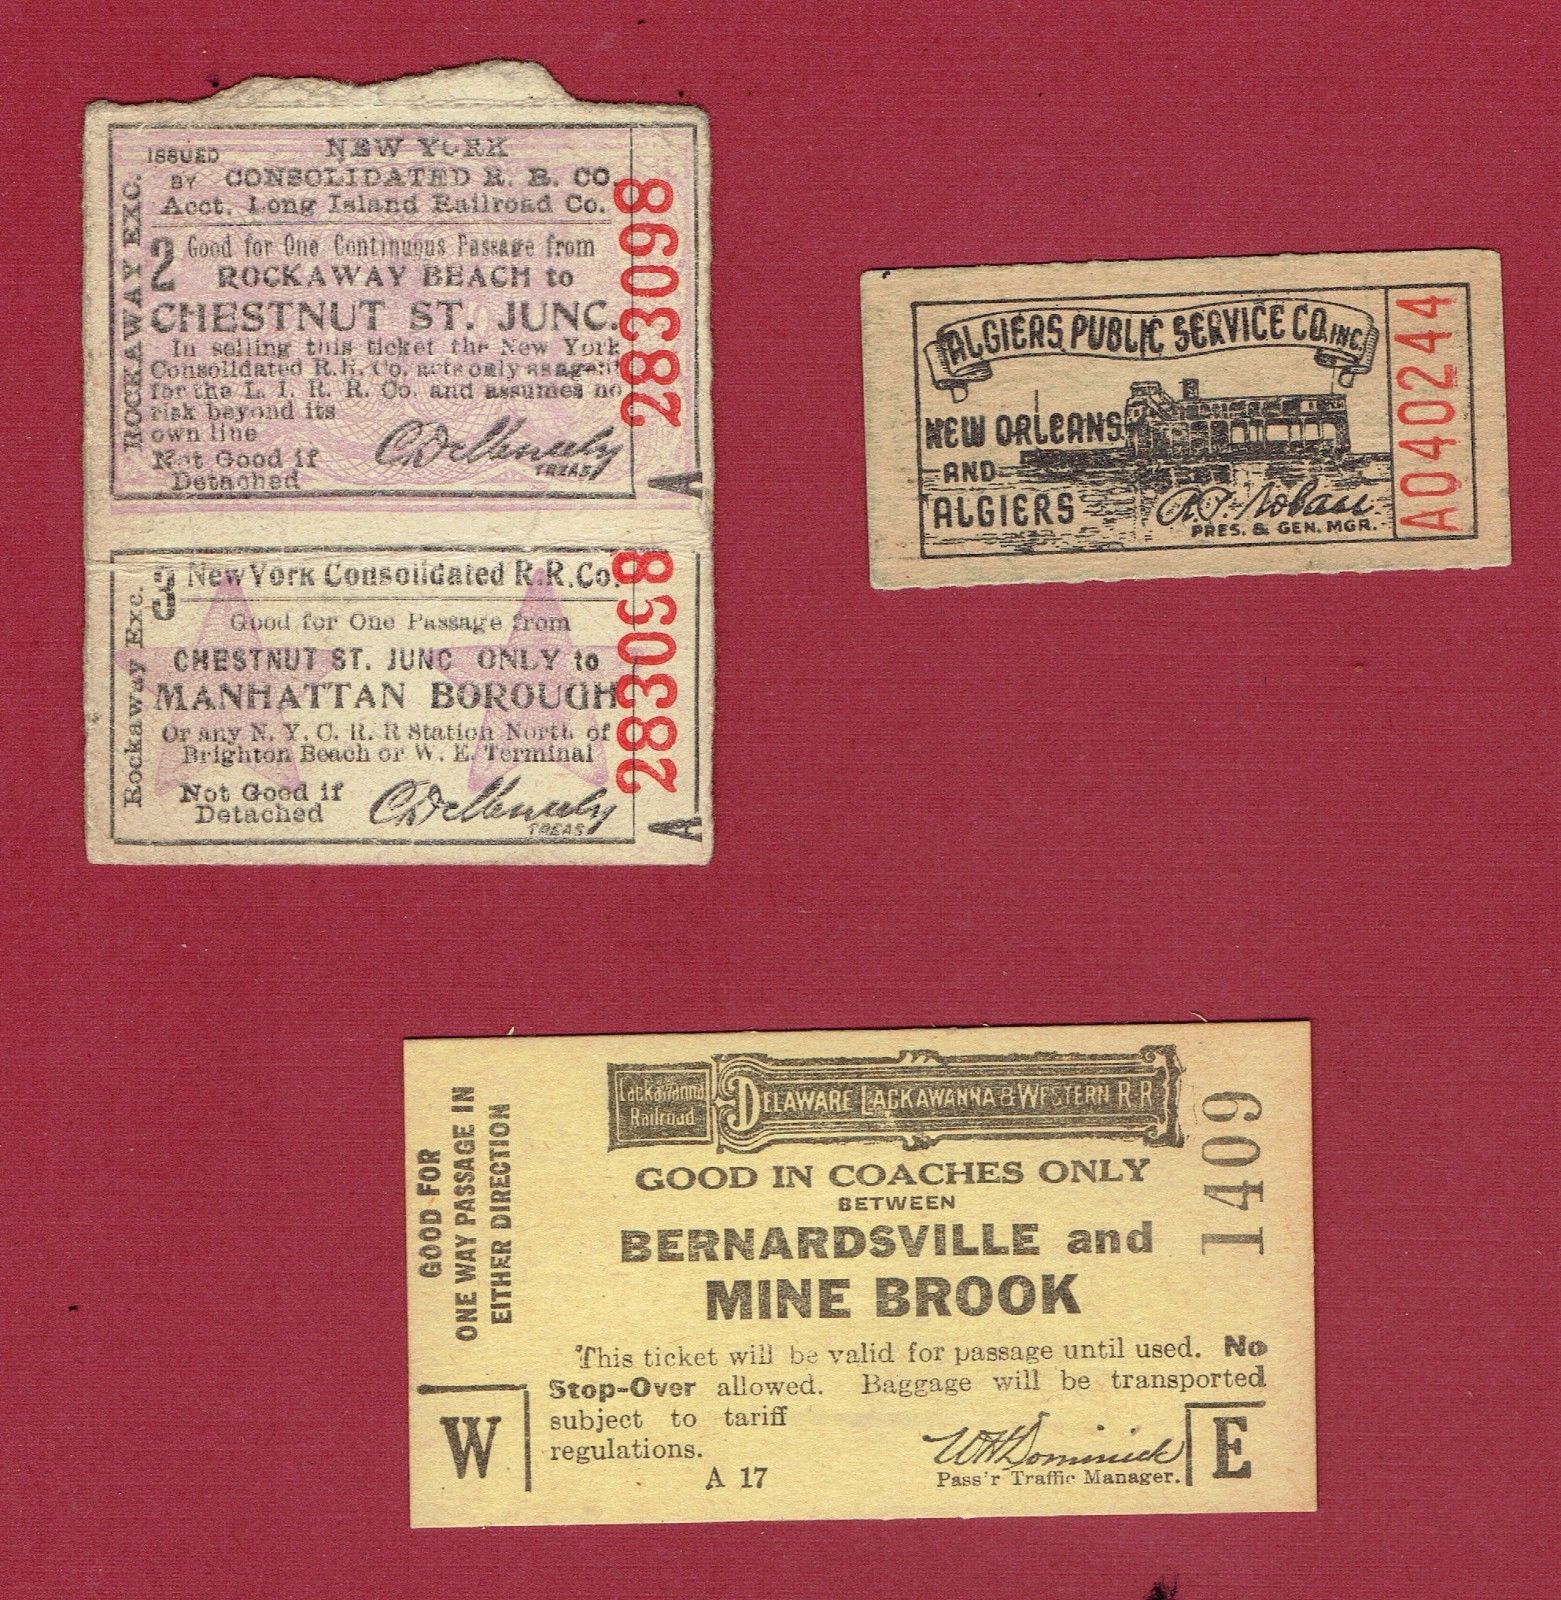 ROCKAWAY EXC.
ISSUED BY
NEW YORK
CONSOLIDATED R. R. CO.
Acct. Long Island Railroad Co.
2 Good for One Continuous Passage from
ROCKAWAY BEACH to
CHESTNUT ST. JUNC.
In selling this ticket the New York
Consolidated R. R. Co. acts only as agent
for the L. I. R. R. Co. and assumes no
risk beyond its
own line
Not Good if
Detached
TREAS
283098
A
Rockaway Exc.
3 New York Consolidated R.R.Co.
Good for One Passage from
CHESTNUT ST. JUNC ONLY to
MANHATTAN BOROUGH
Or any N. Y. C. R. R Station North of
Brighton Beach or W. E. Terminal
Not Good if
Detached
TREAS
283098
A
ALGIERS PUBLIC SERVICE CO. INC.
NEW ORLEANS
AND
ALGIERS
PRES. & GEN. MGR.
A040244
GOOD FOR
ONE WAY PASSAGE IN
EITHER DIRECTION
Lackawanna
Railroad
DELAWARE LACKAWANNA & WESTERN R R
GOOD IN COACHES ONLY
BETWEEN
BERNARDSVILLE and
MINE BROOK
This ticket will be valid for passage until used. No
Stop-Over allowed. Baggage will be transported
subject to tariff
regulations.
A 17
W H Dominick
Pass'r Traffic Manager.
W
E
1409